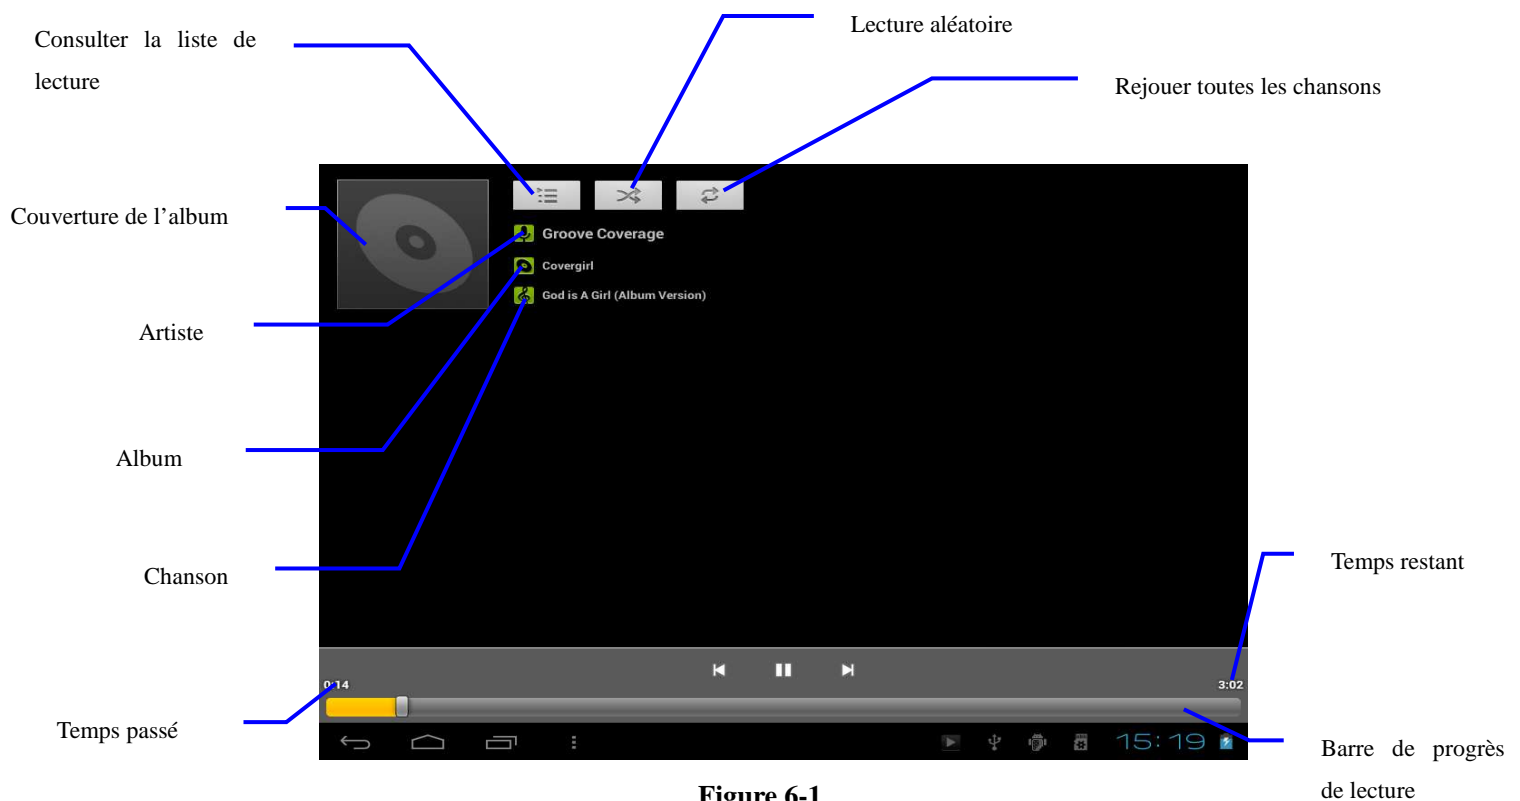 Consulter la liste de
lecture
Lecture aléatoire
Rejouer toutes les chansons
Couverture de l’album
Groove Coverage
Covergirl
God is A Girl (Album Version)
Artiste
Album
Chanson
Temps restant
0:14
3:02
Temps passé
15:19
Barre de progrès
de lecture
Figure 6-1